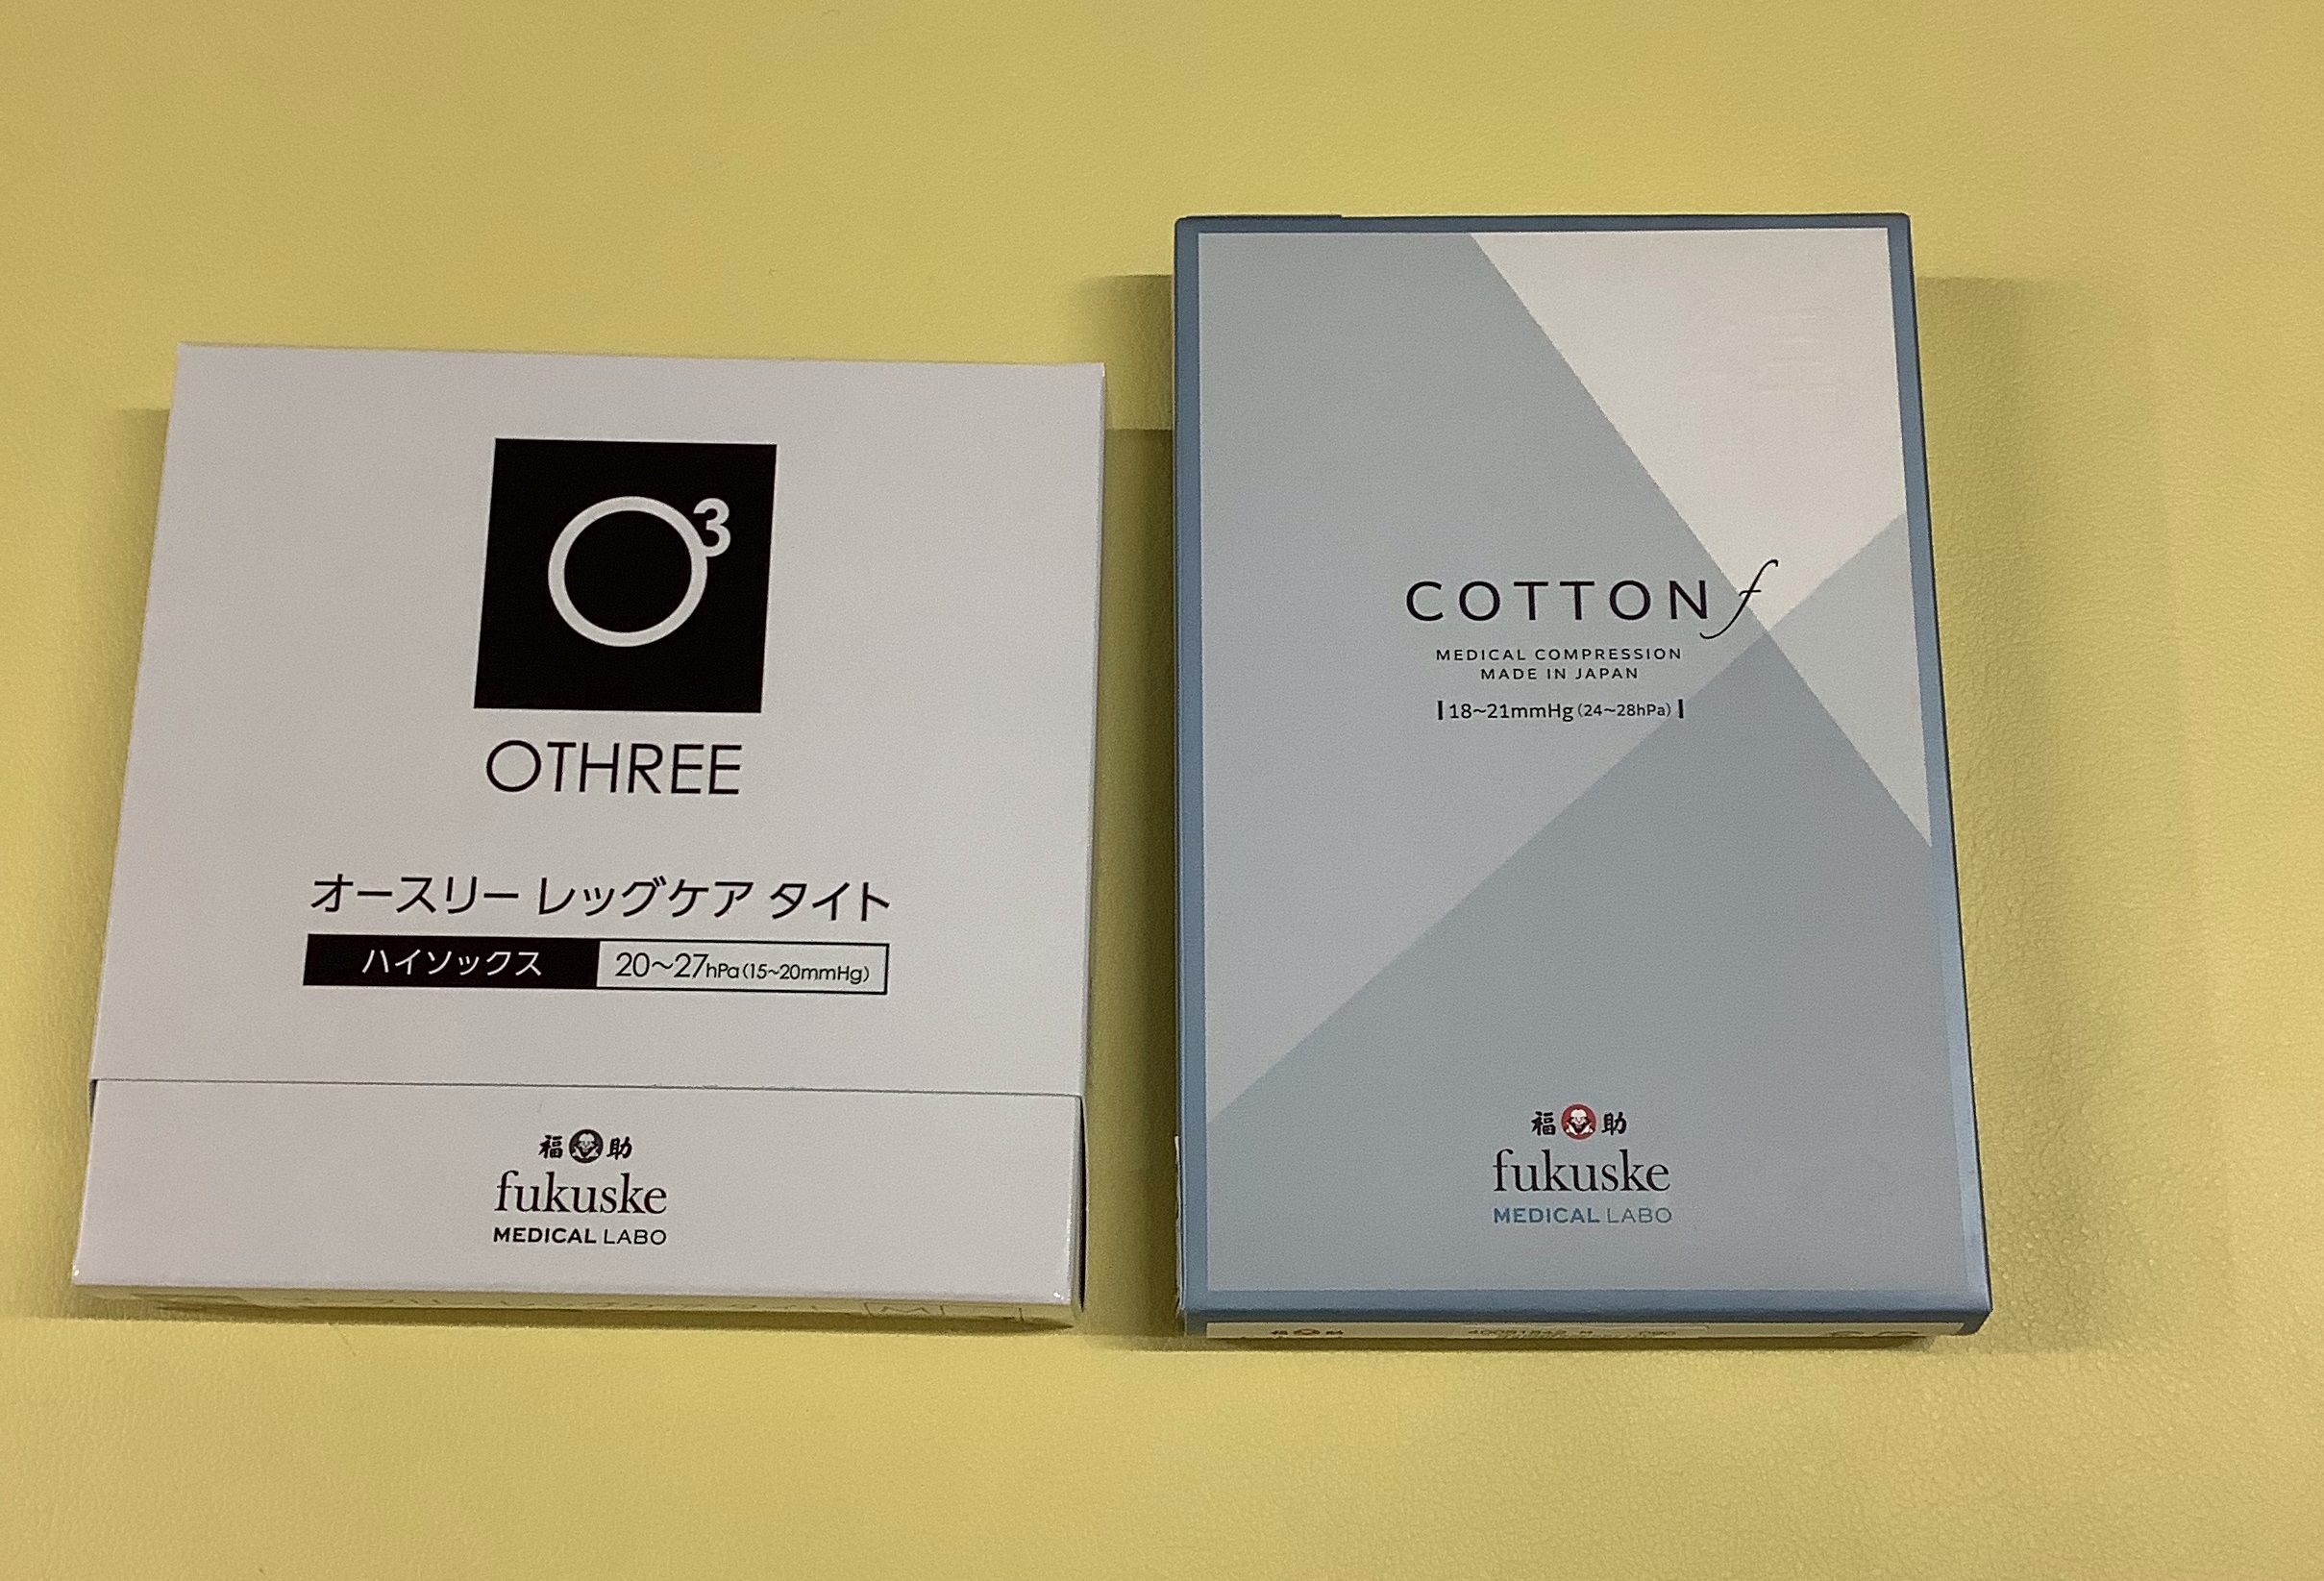 O3
OTHREE
オースリー レッグケア タイト
ハイソックス 20~27hPa(15~20mmHg)
福助
fukuske
MEDICAL LABO
COTTON f
MEDICAL COMPRESSION
MADE IN JAPAN
18~21mmHg(24~28hPa)
福助
fukuske
MEDICAL LABO